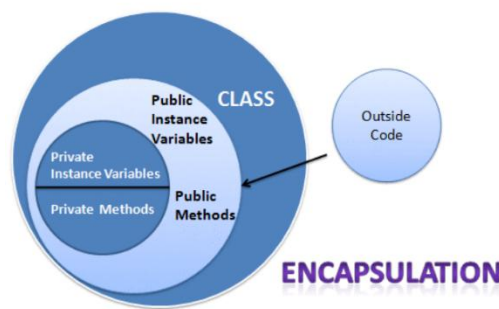 CLASS
Public
Instance
Variables
Private
Instance Variables
Private Methods
Public
Methods
Outside
Code
ENCAPSULATION